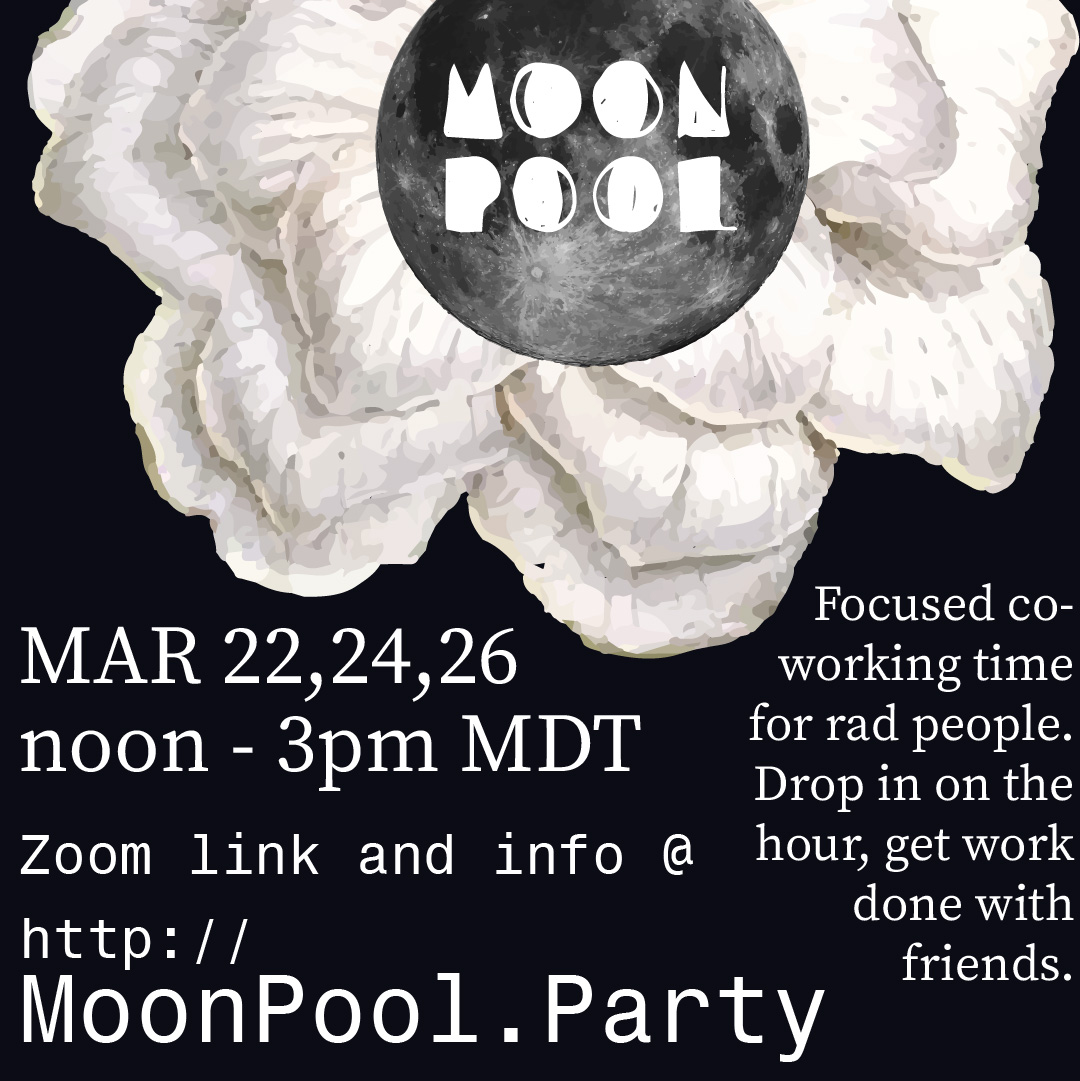 MOON
POOL
MAR 22,24,26
noon - 3pm MDT
Zoom link and info @
http://
MoonPool.Party
Focused co-
working time
for rad people.
Drop in on the
hour, get work
done with
friends.